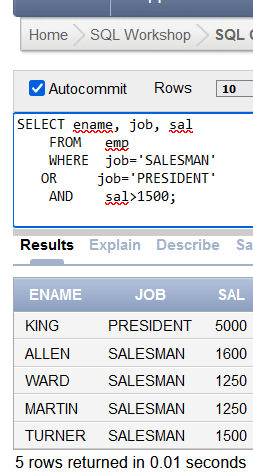 Home SQL Workshop SQL
Autocommit Rows 10
SELECT ename, job, sal
FROM emp
WHERE job='SALESMAN'
OR job='PRESIDENT'
AND sal>1500;
Results Explain Describe Sa
ENAME JOB SAL
KING PRESIDENT 5000
ALLEN SALESMAN 1600
WARD SALESMAN 1250
MARTIN SALESMAN 1250
TURNER SALESMAN 1500
5 rows returned in 0.01 seconds